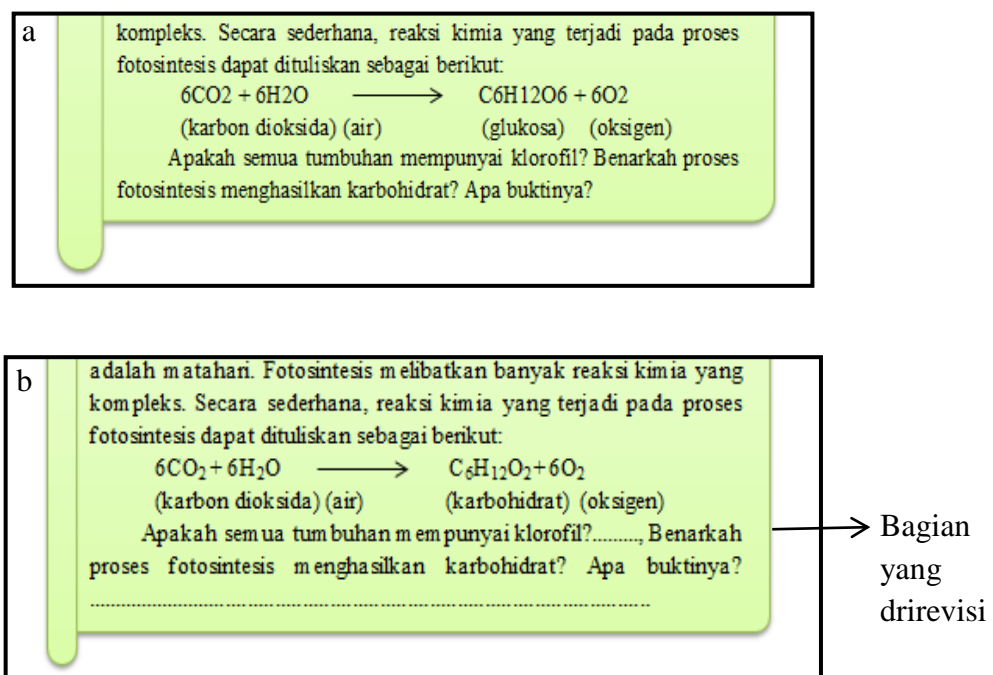 a
kompleks. Secara sederhana, reaksi kimia yang terjadi pada proses
fotosintesis dapat dituliskan sebagai berikut:
6CO2 + 6H2O ⟶ C6H12O6 + 6O2
(karbon dioksida) (air) (glukosa) (oksigen)
Apakah semua tumbuhan mempunyai klorofil? Benarkah proses
fotosintesis menghasilkan karbohidrat? Apa buktinya?
b
adalah matahari. Fotosintesis melibatkan banyak reaksi kimia yang
kompleks. Secara sederhana, reaksi kimia yang terjadi pada proses
fotosintesis dapat dituliskan sebagai berikut:
6CO₂ + 6H₂O ⟶ C₆H₁₂O₂+6O₂
(karbon dioksida) (air) (karbohidrat) (oksigen)
Apakah semua tumbuhan mempunyai klorofil?........., Benarkah
proses fotosintesis menghasilkan karbohidrat? Apa buktinya?
....................................................................................................
Bagian
yang
drirevisi